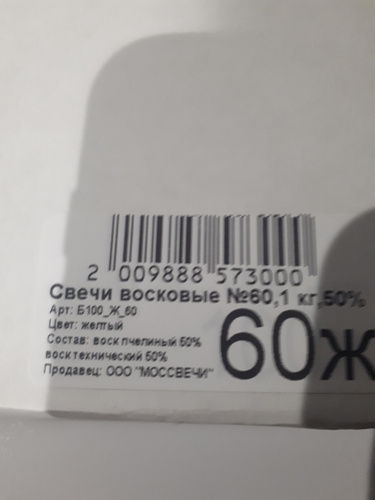 2 009888 573000
Свечи восковые №60,1 кг,50%
Арт: Б100_Ж_60
Цвет: желтый
Состав: воск пчелиный 50%
воск технический 50%
Продавец: ООО "МОССВЕЧИ"
60ж